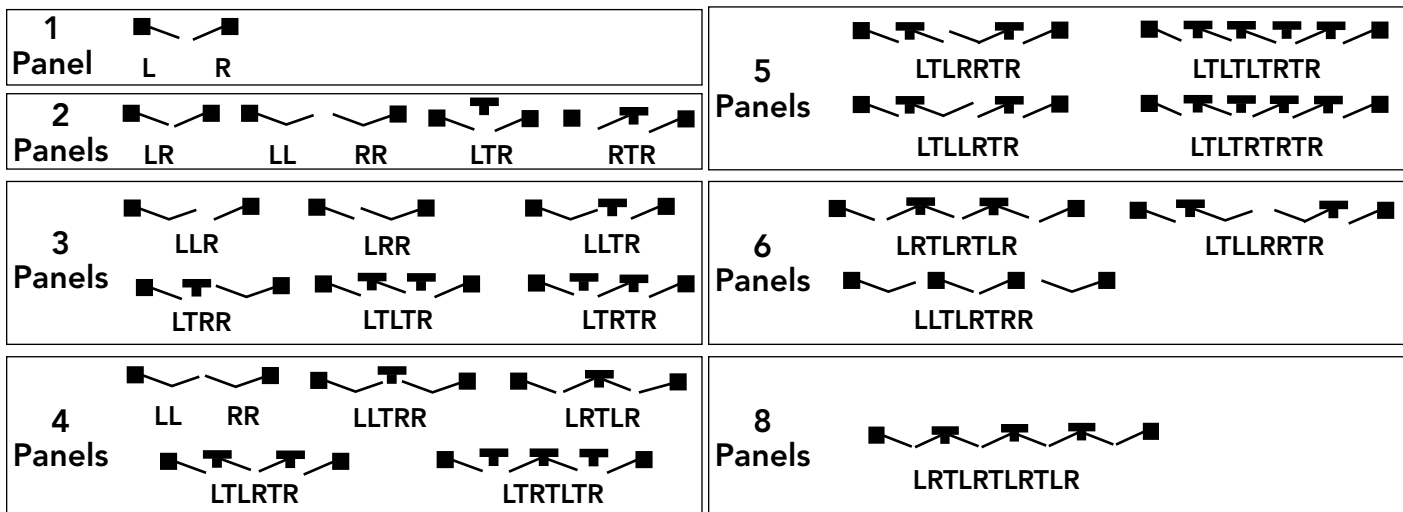 1
Panel
L R
2
Panels
LR LL RR LTR RTR
3
Panels
LLR LRR LLTR
LTRR LTLTR LTRTR
4
Panels
LL RR LLTRR LRTLR
LTLRTR LTRTLTR
5
Panels
LTLRRTR LTLTLTRTR
LTLLRTR LTLTRTRTR
6
Panels
LRTLRTLR LTLLRRTR
LLTLRTRR
8
Panels
LRTLRTLRTLR